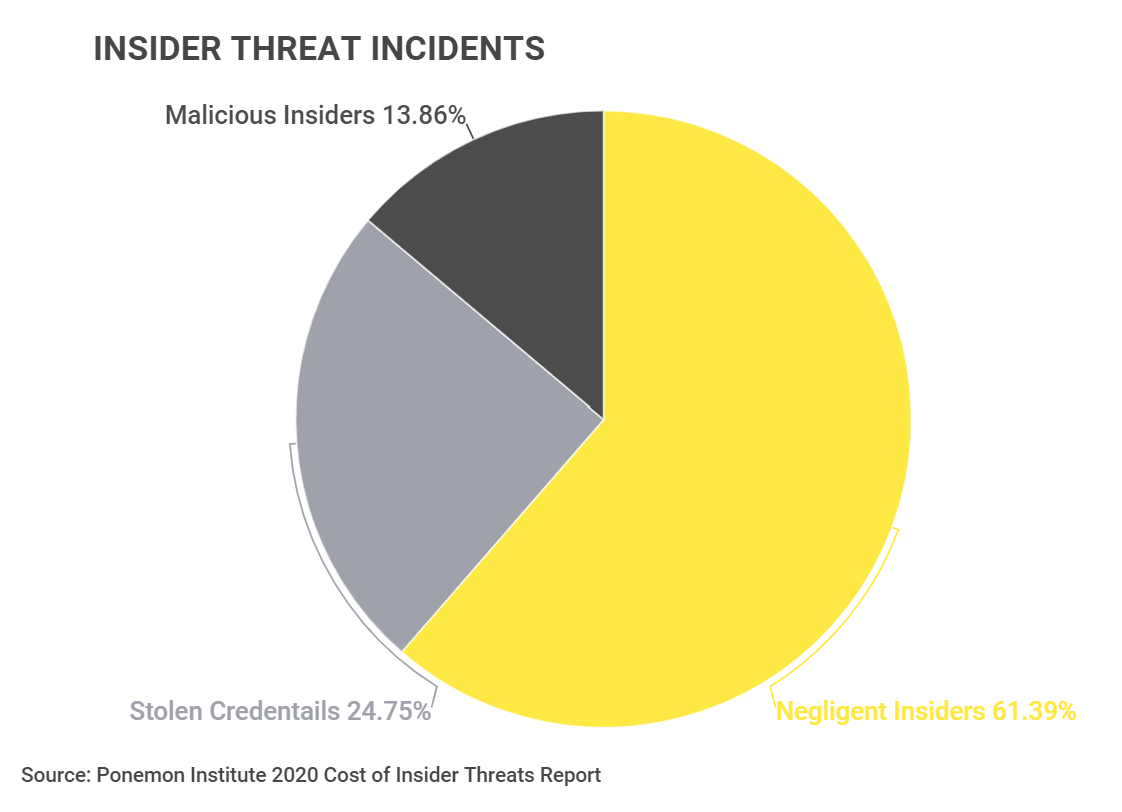 INSIDER THREAT INCIDENTS
Malicious Insiders 13.86%
Stolen Credentails 24.75%
Negligent Insiders 61.39%
Source: Ponemon Institute 2020 Cost of Insider Threats Report